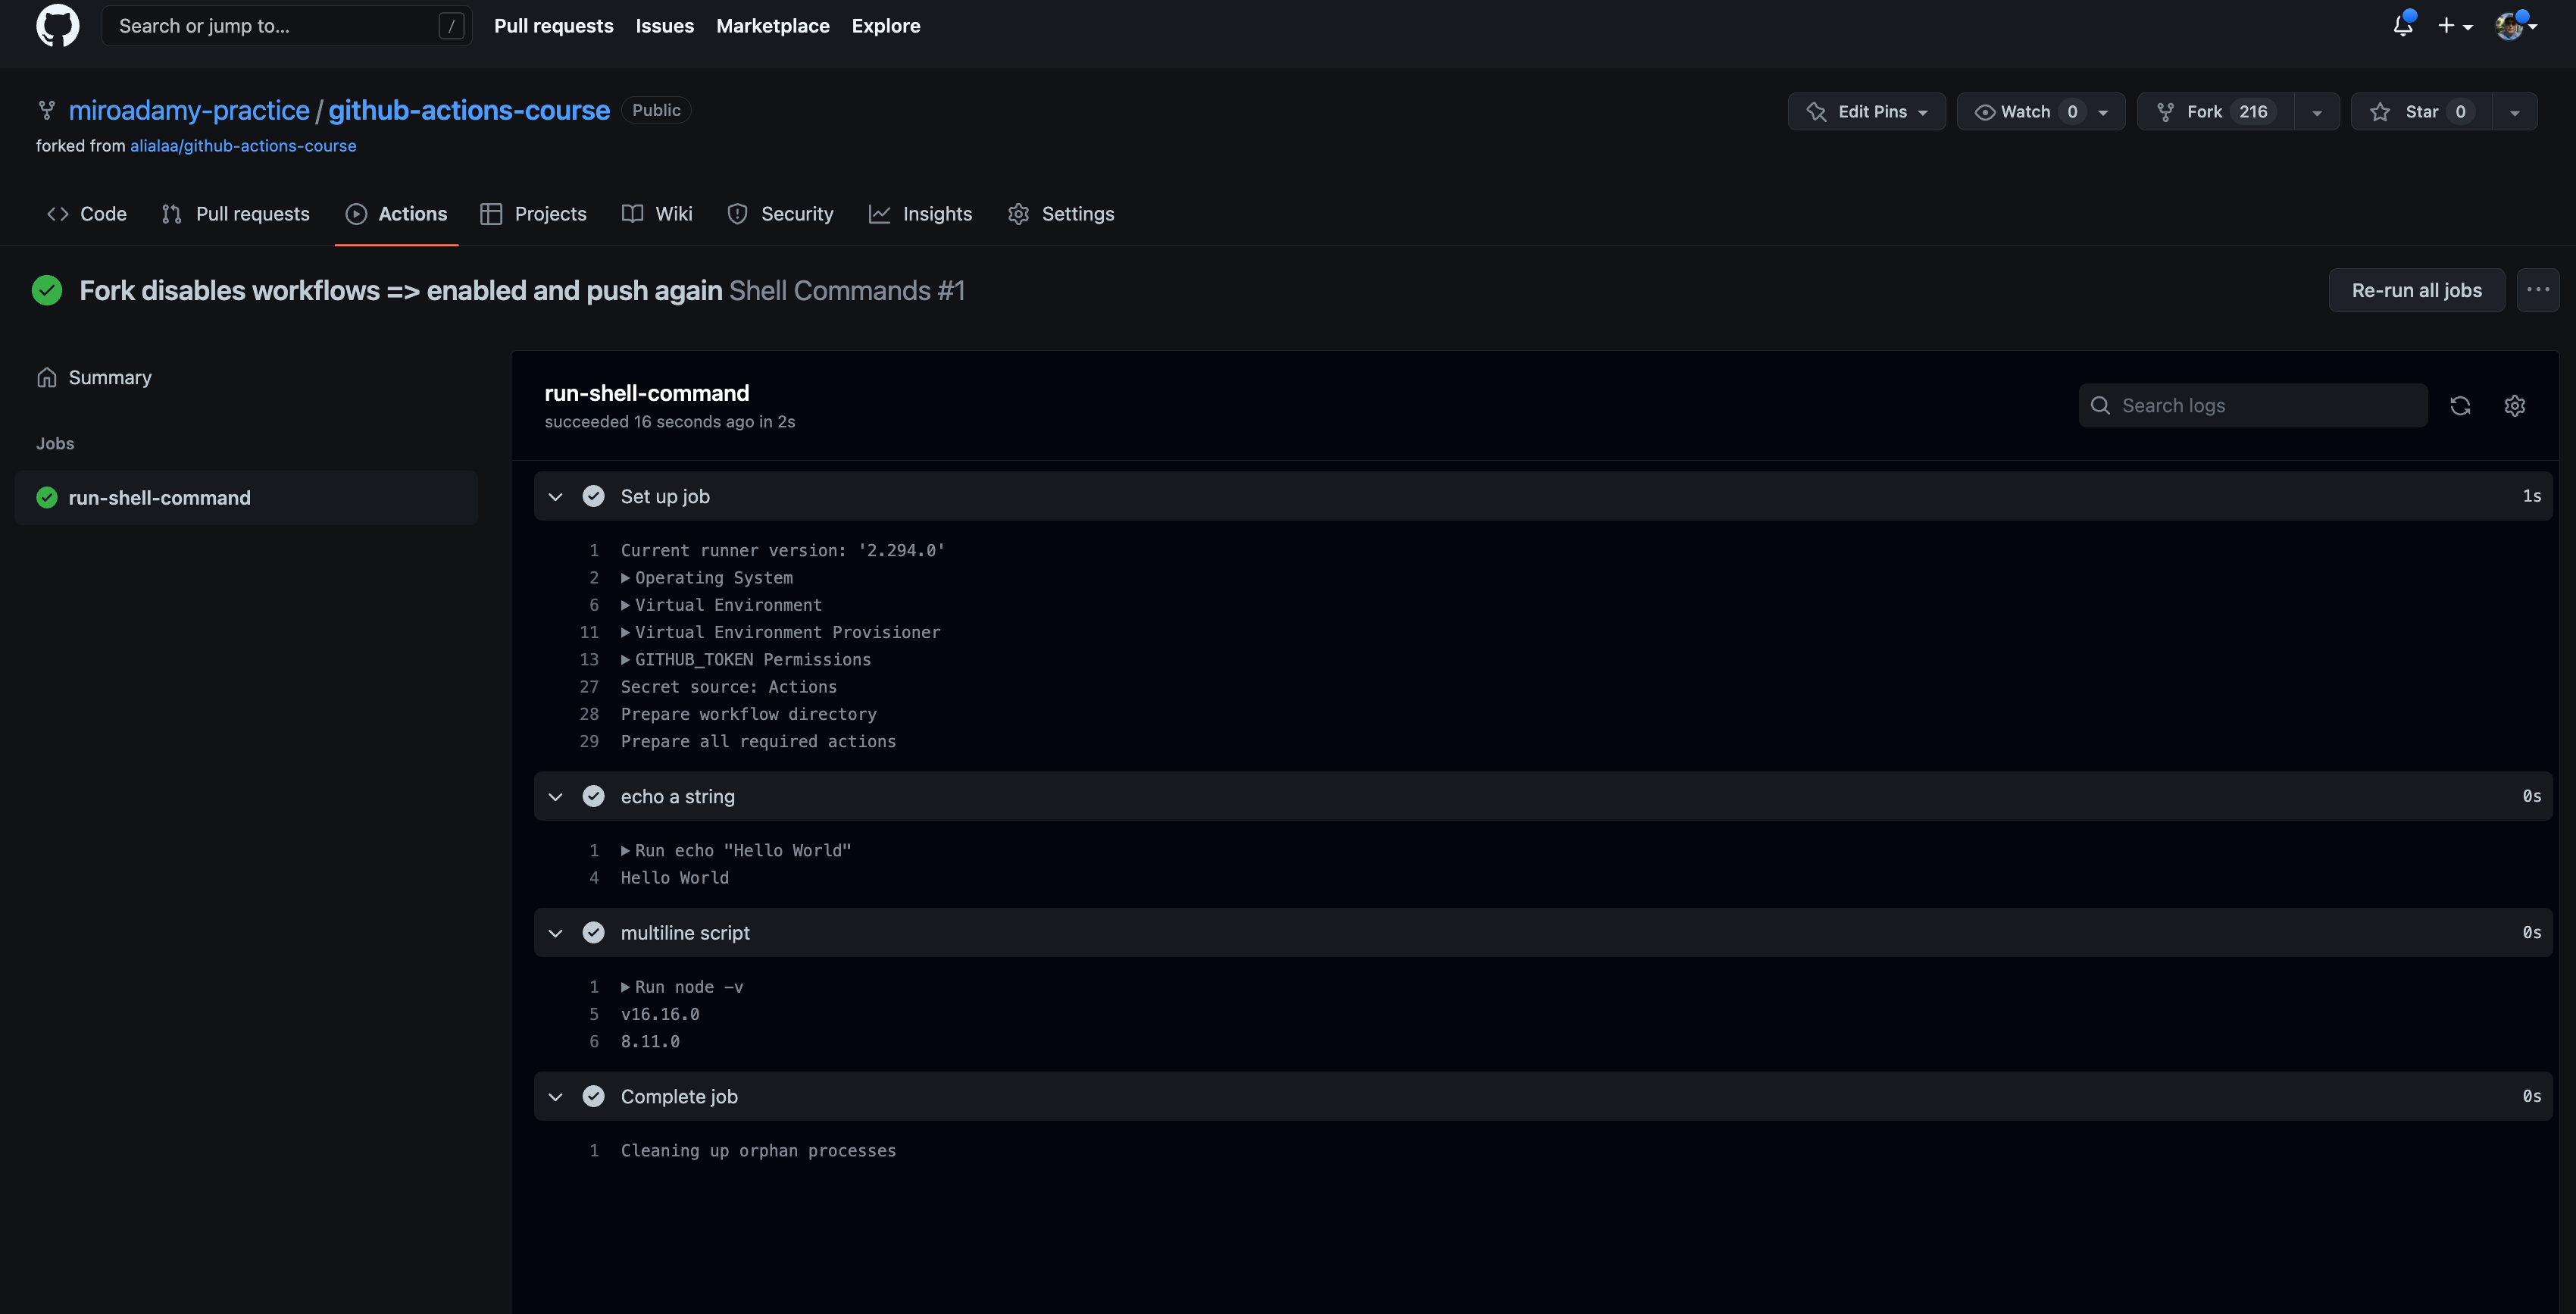 Search or jump to... / Pull requests Issues Marketplace Explore
miroadamy-practice / github-actions-course Public Edit Pins Watch 0 Fork 216 Star 0
forked from alialaa/github-actions-course
Code Pull requests Actions Projects Wiki Security Insights Settings
Fork disables workflows => enabled and push again Shell Commands #1 Re-run all jobs ...
Summary
Jobs
run-shell-command
run-shell-command
succeeded 16 seconds ago in 2s
Search logs
Set up job 1s
1 Current runner version: '2.294.0'
2 Operating System
6 Virtual Environment
11 Virtual Environment Provisioner
13 GITHUB_TOKEN Permissions
27 Secret source: Actions
28 Prepare workflow directory
29 Prepare all required actions
echo a string 0s
1 Run echo "Hello World"
4 Hello World
multiline script 0s
1 Run node -v
5 v16.16.0
6 8.11.0
Complete job 0s
1 Cleaning up orphan processes